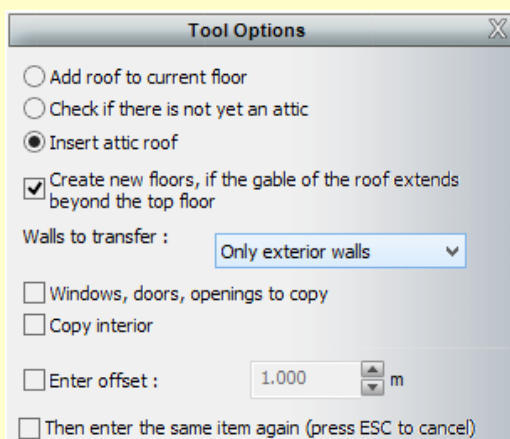 Tool Options X
Add roof to current floor
Check if there is not yet an attic
Insert attic roof
Create new floors, if the gable of the roof extends
beyond the top floor
Walls to transfer : Only exterior walls
Windows, doors, openings to copy
Copy interior
Enter offset : 1.000 m
Then enter the same item again (press ESC to cancel)